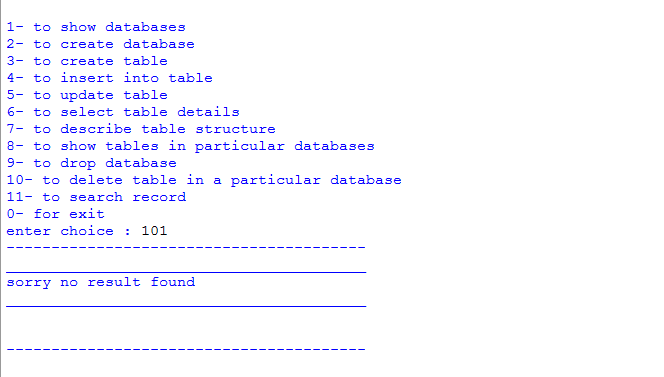 1- to show databases
2- to create database
3- to create table
4- to insert into table
5- to update table
6- to select table details
7- to describe table structure
8- to show tables in particular databases
9- to drop database
10- to delete table in a particular database
11- to search record
0- for exit
enter choice : 101
----------------------------------------
________________________________________
sorry no result found
________________________________________
----------------------------------------